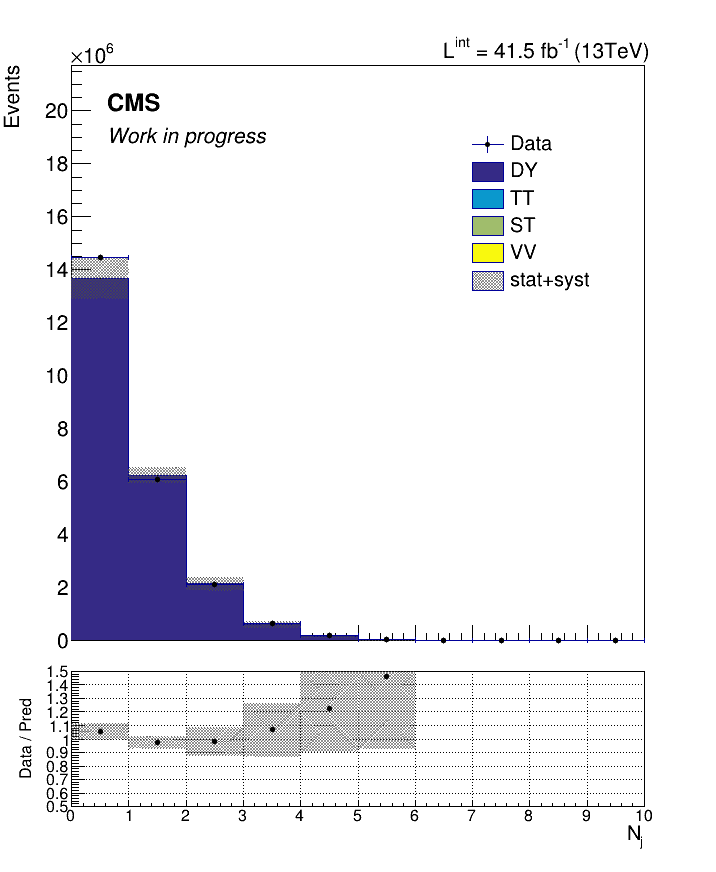 ×10⁶
L^int = 41.5 fb⁻¹ (13TeV)
Events
CMS
Work in progress
Data
DY
TT
ST
VV
stat+syst
20
18
16
14
12
10
8
6
4
2
0
Data / Pred
1.5
1.4
1.3
1.2
1.1
1
0.9
0.8
0.7
0.6
0.5
0 1 2 3 4 5 6 7 8 9 10
N_j